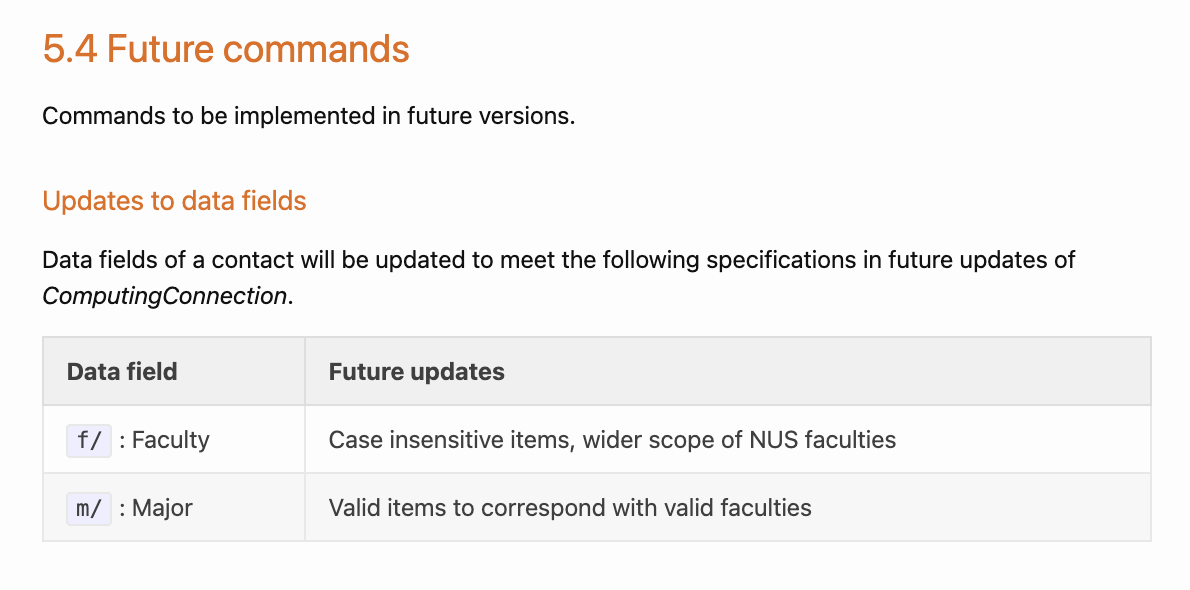 5.4 Future commands
Commands to be implemented in future versions.
Updates to data fields
Data fields of a contact will be updated to meet the following specifications in future updates of
ComputingConnection.
Data field Future updates
f/ : Faculty Case insensitive items, wider scope of NUS faculties
m/ : Major Valid items to correspond with valid faculties